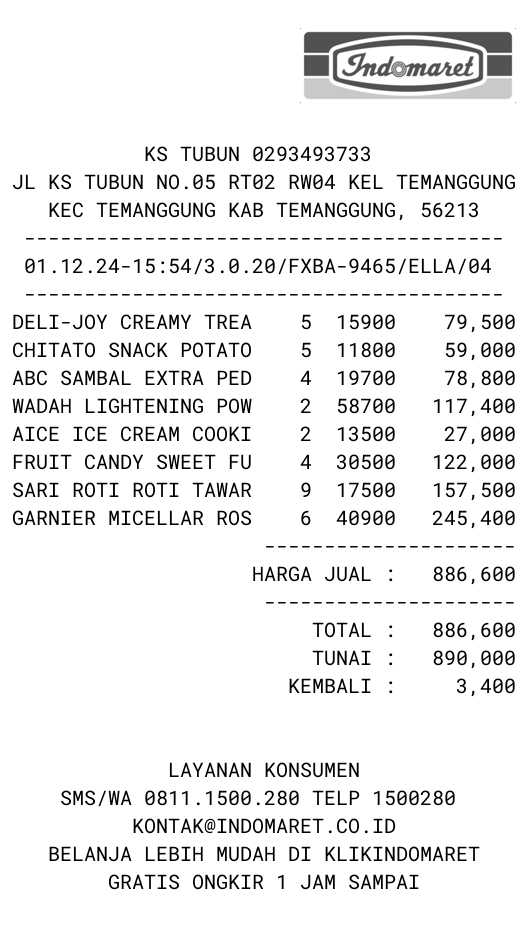 Indomaret
KS TUBUN 0293493733
JL KS TUBUN NO.05 RT02 RW04 KEL TEMANGGUNG
KEC TEMANGGUNG KAB TEMANGGUNG, 56213
----------------------------------------
01.12.24-15:54/3.0.20/FXBA-9465/ELLA/04
----------------------------------------
DELI-JOY CREAMY TREA 5 15900 79,500
CHITATO SNACK POTATO 5 11800 59,000
ABC SAMBAL EXTRA PED 4 19700 78,800
WADAH LIGHTENING POW 2 58700 117,400
AICE ICE CREAM COOKI 2 13500 27,000
FRUIT CANDY SWEET FU 4 30500 122,000
SARI ROTI ROTI TAWAR 9 17500 157,500
GARNIER MICELLAR ROS 6 40900 245,400
---------------------
HARGA JUAL : 886,600
---------------------
TOTAL : 886,600
TUNAI : 890,000
KEMBALI : 3,400
LAYANAN KONSUMEN
SMS/WA 0811.1500.280 TELP 1500280
KONTAK@INDOMARET.CO.ID
BELANJA LEBIH MUDAH DI KLIKINDOMARET
GRATIS ONGKIR 1 JAM SAMPAI